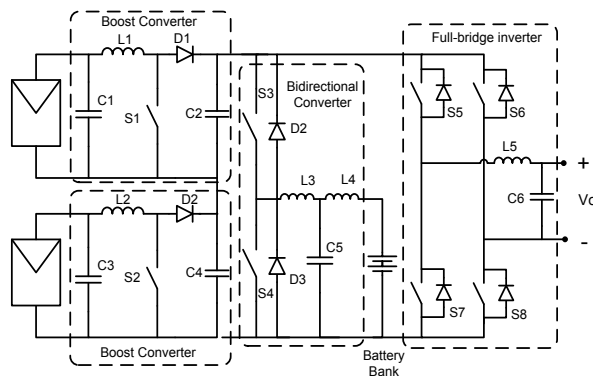 Boost Converter
L1
D1
C1
S1
C2
Bidirectional
Converter
S3
D2
L3
L4
C5
S4
D3
Full-bridge inverter
S5
S6
L5
+
C6
Vo
-
S7
S8
L2
D2
C3
S2
C4
Boost Converter
Battery
Bank